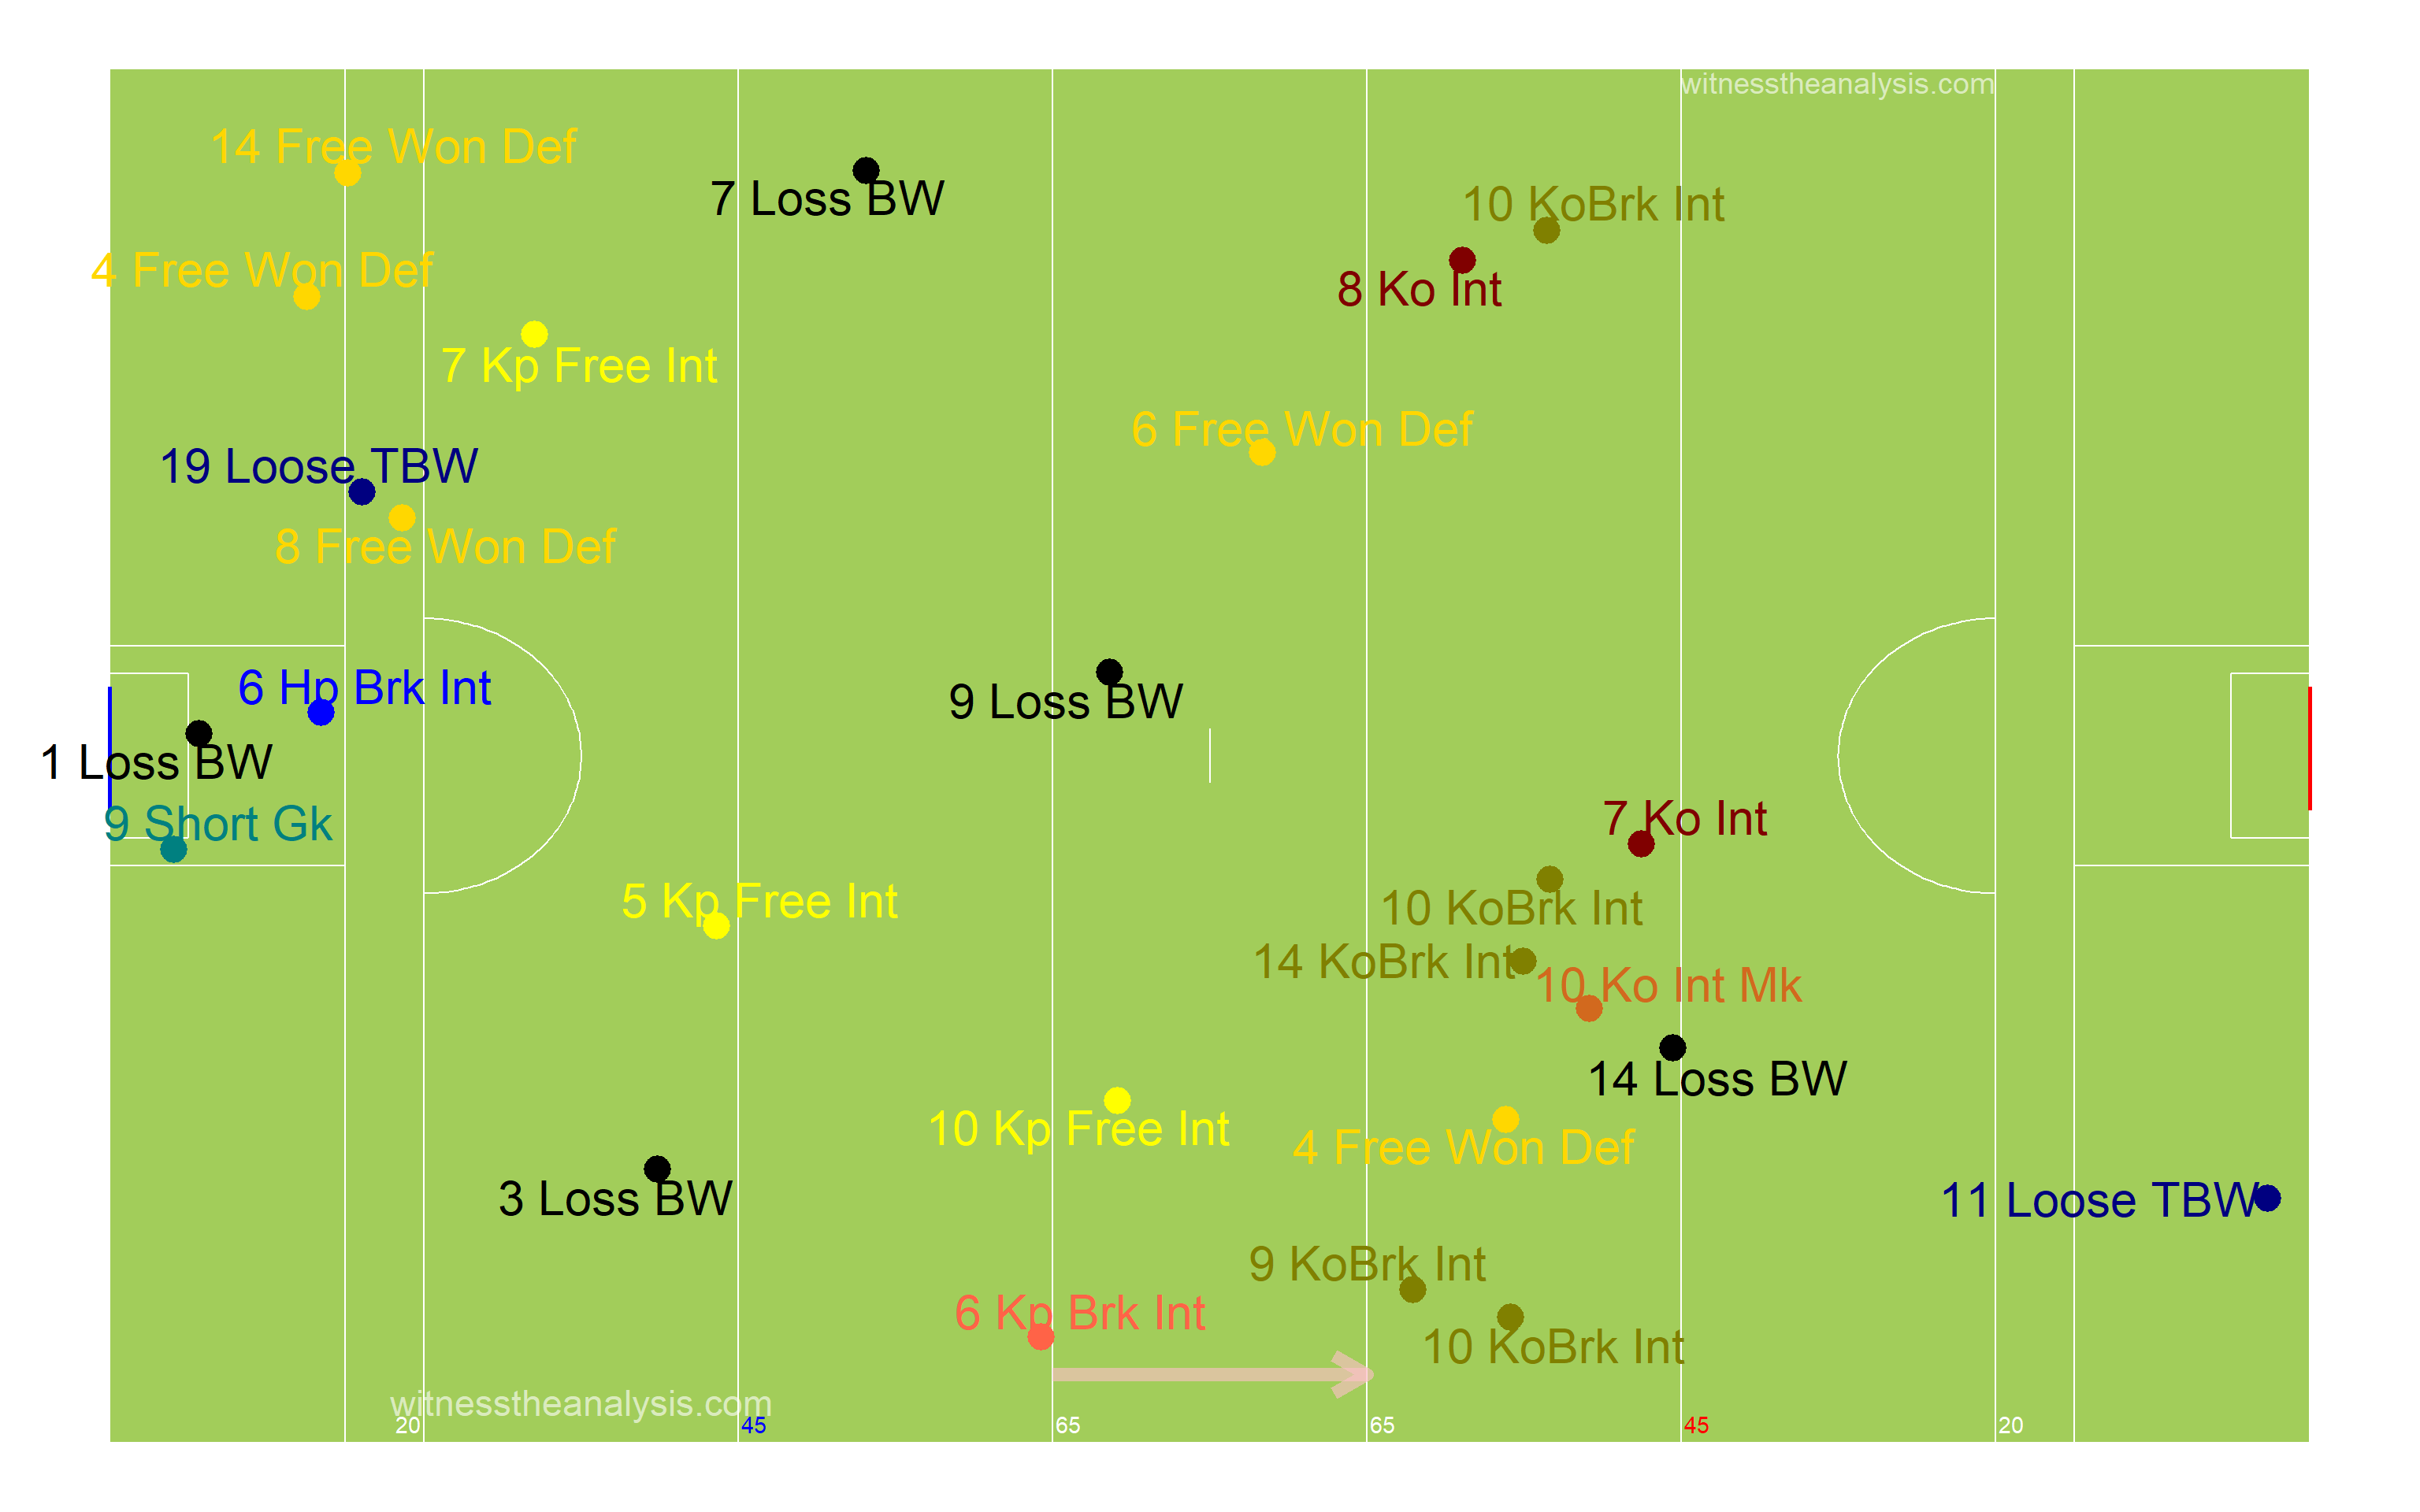 witnesstheanalysis.com
14 Free Won Def
7 Loss BW
10 KoBrk Int
4 Free Won Def
8 Ko Int
7 Kp Free Int
6 Free Won Def
19 Loose TBW
8 Free Won Def
6 Hp Brk Int
9 Loss BW
1 Loss BW
9 Short Gk
7 Ko Int
5 Kp Free Int
10 KoBrk Int
14 KoBrk Int
10 Ko Int Mk
14 Loss BW
10 Kp Free Int
4 Free Won Def
3 Loss BW
11 Loose TBW
9 KoBrk Int
6 Kp Brk Int
10 KoBrk Int
witnesstheanalysis.com
20 45 65 65 45 20